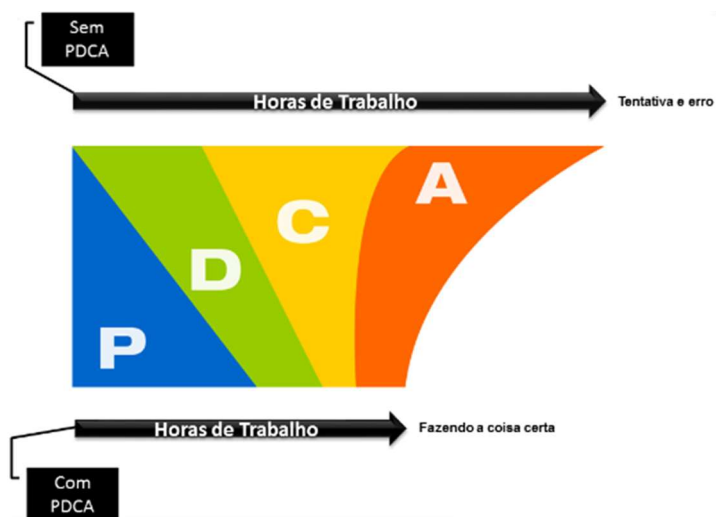 Sem
PDCA
Horas de Trabalho
Tentativa e erro
P
D
C
A
Horas de Trabalho
Fazendo a coisa certa
Com
PDCA